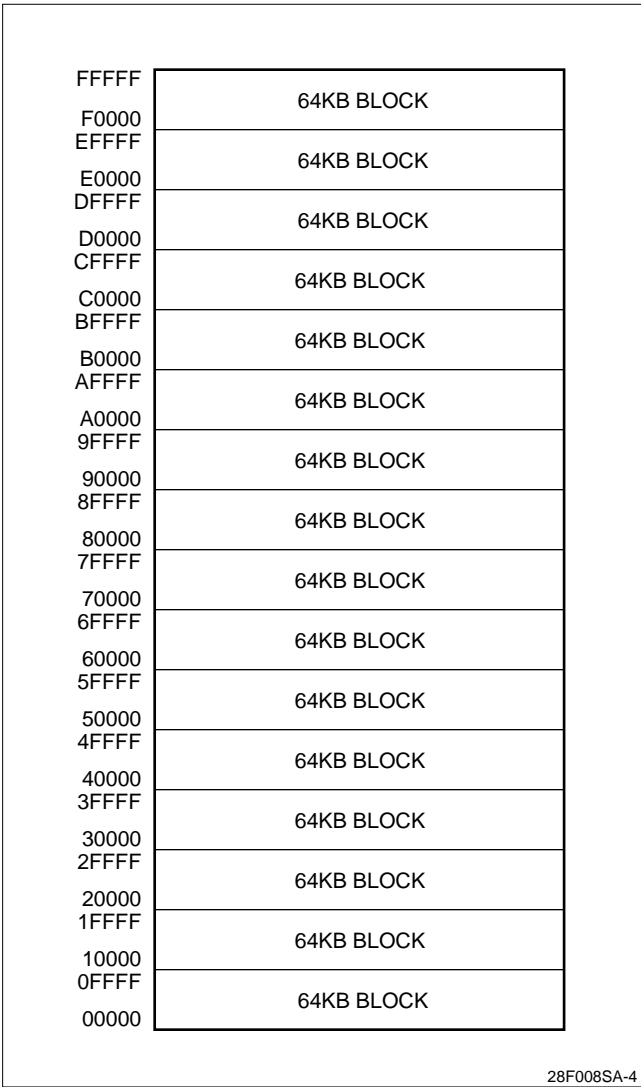 FFFFF
64KB BLOCK
F0000
EFFFF
64KB BLOCK
E0000
DFFFF
64KB BLOCK
D0000
CFFFF
64KB BLOCK
C0000
BFFFF
64KB BLOCK
B0000
AFFFF
64KB BLOCK
A0000
9FFFF
64KB BLOCK
90000
8FFFF
64KB BLOCK
80000
7FFFF
64KB BLOCK
70000
6FFFF
64KB BLOCK
60000
5FFFF
64KB BLOCK
50000
4FFFF
64KB BLOCK
40000
3FFFF
64KB BLOCK
30000
2FFFF
64KB BLOCK
20000
1FFFF
64KB BLOCK
10000
0FFFF
64KB BLOCK
00000
28F008SA-4